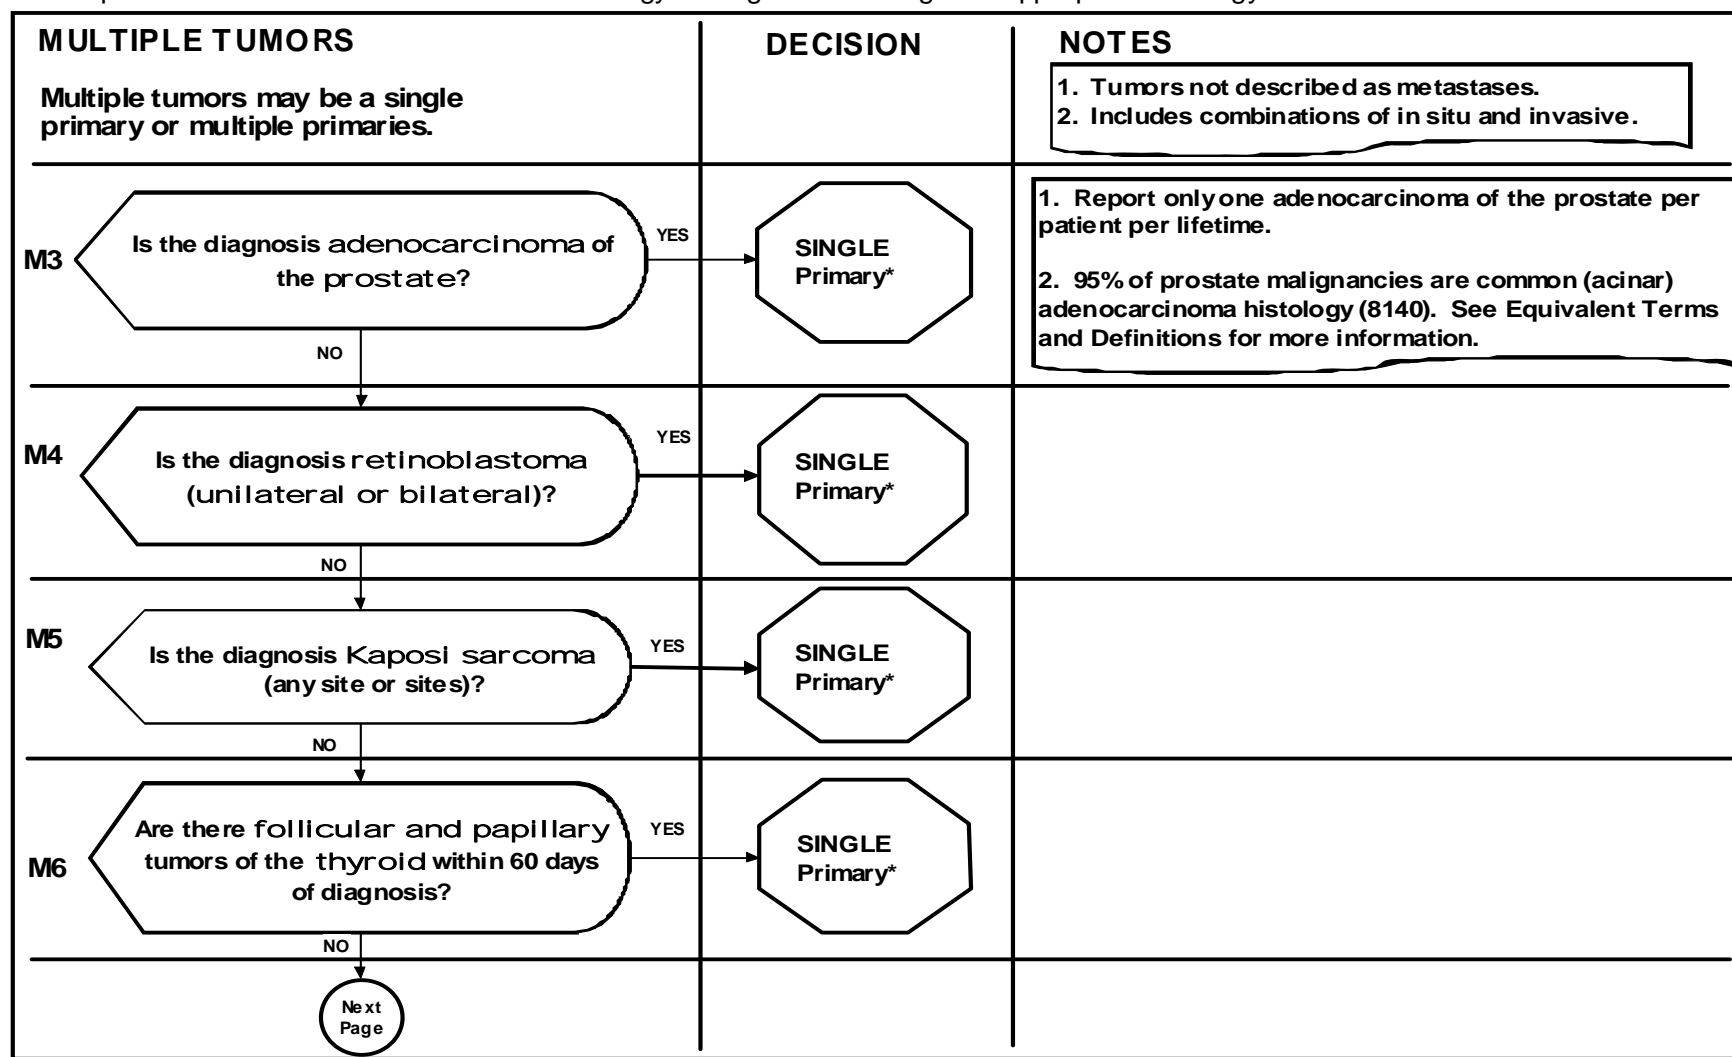 MULTIPLE TUMORS
Multiple tumors may be a single
primary or multiple primaries.
DECISION
NOTES
1. Tumors not described as metastases.
2. Includes combinations of in situ and invasive.
M3
Is the diagnosis adenocarcinoma of
the prostate?
YES
SINGLE
Primary*
1. Report only one adenocarcinoma of the prostate per
patient per lifetime.
2. 95% of prostate malignancies are common (acinar)
adenocarcinoma histology (8140). See Equivalent Terms
and Definitions for more information.
NO
M4
Is the diagnosis retinoblastoma
(unilateral or bilateral)?
YES
SINGLE
Primary*
NO
M5
Is the diagnosis Kaposi sarcoma
(any site or sites)?
YES
SINGLE
Primary*
NO
M6
Are there follicular and papillary
tumors of the thyroid within 60 days
of diagnosis?
YES
SINGLE
Primary*
NO
Next
Page